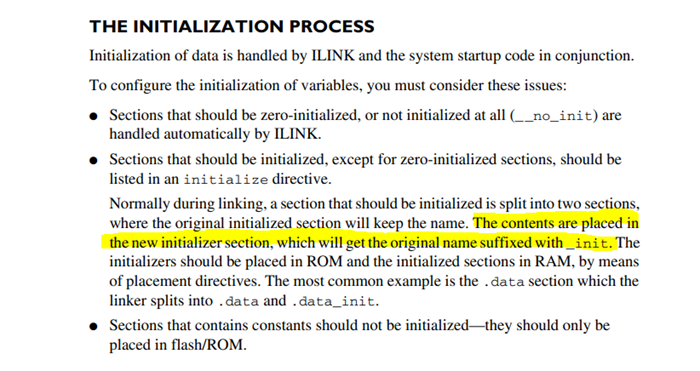 THE INITIALIZATION PROCESS
Initialization of data is handled by ILINK and the system startup code in conjunction.
To configure the initialization of variables, you must consider these issues:
● Sections that should be zero-initialized, or not initialized at all (__no_init) are
handled automatically by ILINK.
● Sections that should be initialized, except for zero-initialized sections, should be
listed in an initialize directive.
Normally during linking, a section that should be initialized is split into two sections,
where the original initialized section will keep the name. The contents are placed in
the new initializer section, which will get the original name suffixed with _init. The
initializers should be placed in ROM and the initialized sections in RAM, by means
of placement directives. The most common example is the .data section which the
linker splits into .data and .data_init.
● Sections that contains constants should not be initialized—they should only be
placed in flash/ROM.